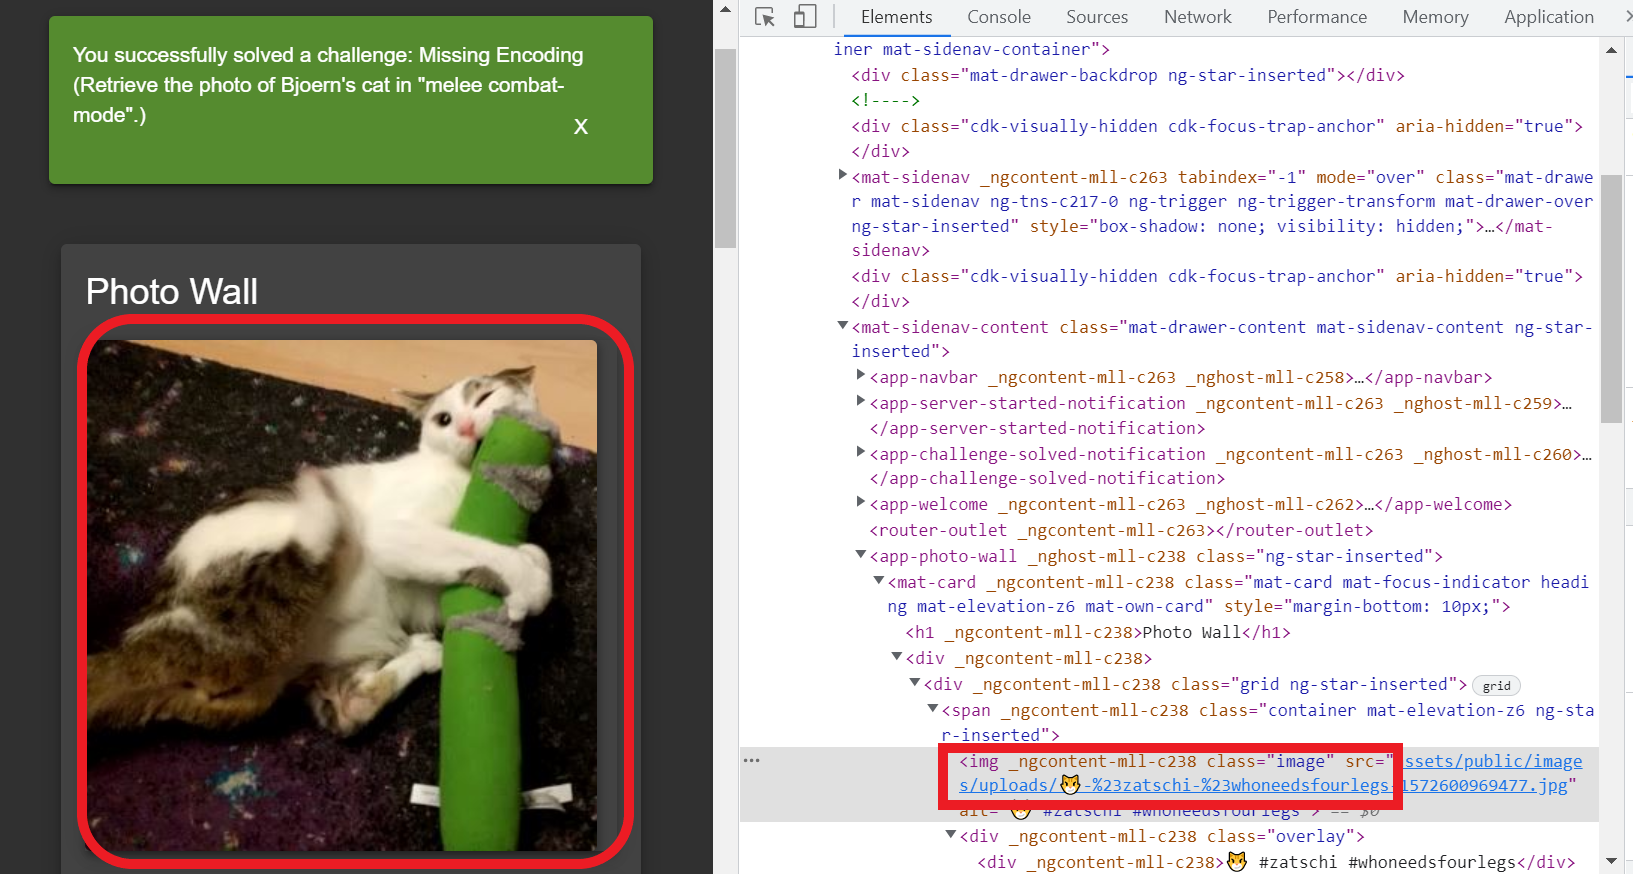 You successfully solved a challenge: Missing Encoding
(Retrieve the photo of Bjoern's cat in "melee combat-
mode".)
X
Photo Wall
Elements Console Sources Network Performance Memory Application
iner mat-sidenav-container">
<div class="mat-drawer-backdrop ng-star-inserted"></div>
<!---->
<div class="cdk-visually-hidden cdk-focus-trap-anchor" aria-hidden="true">
</div>
<mat-sidenav _ngcontent-mll-c263 tabindex="-1" mode="over" class="mat-drawe
r mat-sidenav ng-tns-c217-0 ng-trigger ng-trigger-transform mat-drawer-over
ng-star-inserted" style="box-shadow: none; visibility: hidden;">…</mat-
sidenav>
<div class="cdk-visually-hidden cdk-focus-trap-anchor" aria-hidden="true">
</div>
<mat-sidenav-content class="mat-drawer-content mat-sidenav-content ng-star-
inserted">
<app-navbar _ngcontent-mll-c263 _nghost-mll-c258>…</app-navbar>
<app-server-started-notification _ngcontent-mll-c263 _nghost-mll-c259>…
</app-server-started-notification>
<app-challenge-solved-notification _ngcontent-mll-c263 _nghost-mll-c260>…
</app-challenge-solved-notification>
<app-welcome _ngcontent-mll-c263 _nghost-mll-c262>…</app-welcome>
<router-outlet _ngcontent-mll-c263></router-outlet>
<app-photo-wall _nghost-mll-c238 class="ng-star-inserted">
<mat-card _ngcontent-mll-c238 class="mat-card mat-focus-indicator headi
ng mat-elevation-z6 mat-own-card" style="margin-bottom: 10px;">
<h1 _ngcontent-mll-c238>Photo Wall</h1>
<div _ngcontent-mll-c238>
<div _ngcontent-mll-c238 class="grid ng-star-inserted"> grid
<span _ngcontent-mll-c238 class="container mat-elevation-z6 ng-sta
r-inserted">
<img _ngcontent-mll-c238 class="image" src="ssets/public/image
s/uploads/😼-%23zatschi-%23whoneedsfourlegs-1572600969477.jpg"
alt="😼 #zatschi #whoneedsfourlegs"> == $0
<div _ngcontent-mll-c238 class="overlay">
<div _ngcontent-mll-c238>😼 #zatschi #whoneedsfourlegs</div>